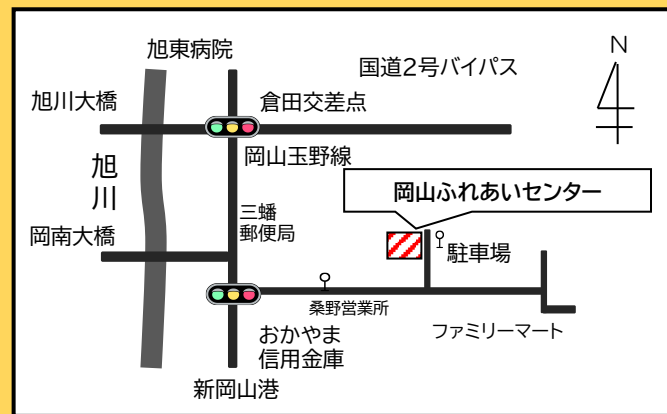 旭東病院
国道2号バイパス
N
旭川大橋
倉田交差点
岡山玉野線
旭川
岡山ふれあいセンター
三蟠
郵便局
岡南大橋
駐車場
桑野営業所
ファミリーマート
おかやま
信用金庫
新岡山港